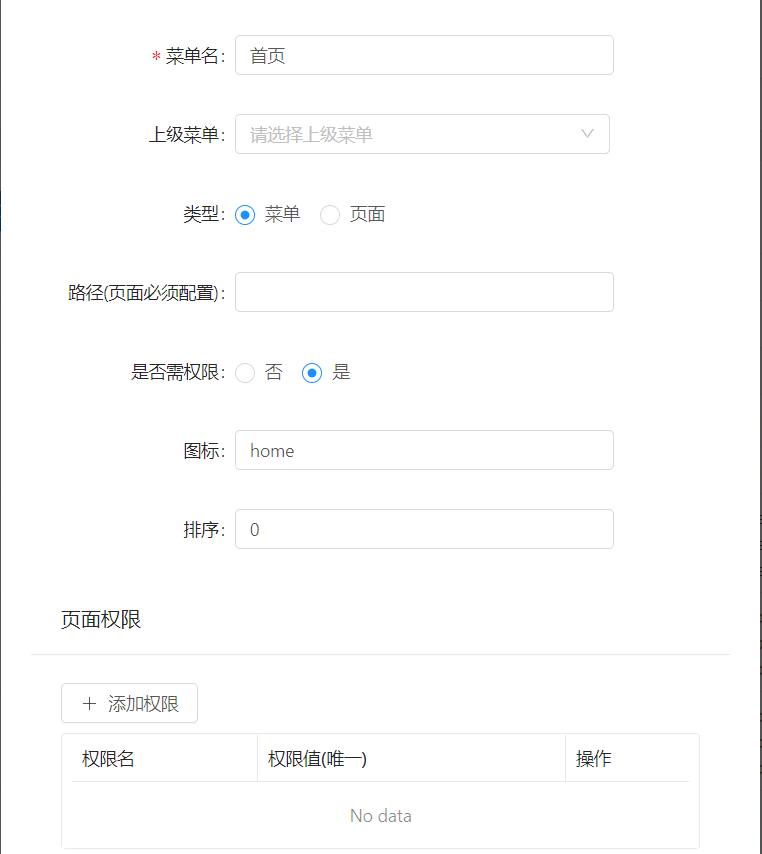 * 菜单名: 首页
上级菜单: 请选择上级菜单
类型: 菜单 页面
路径(页面必须配置):
是否需权限: 否 是
图标: home
排序: 0
页面权限
+ 添加权限
权限名 权限值(唯一) 操作
No data